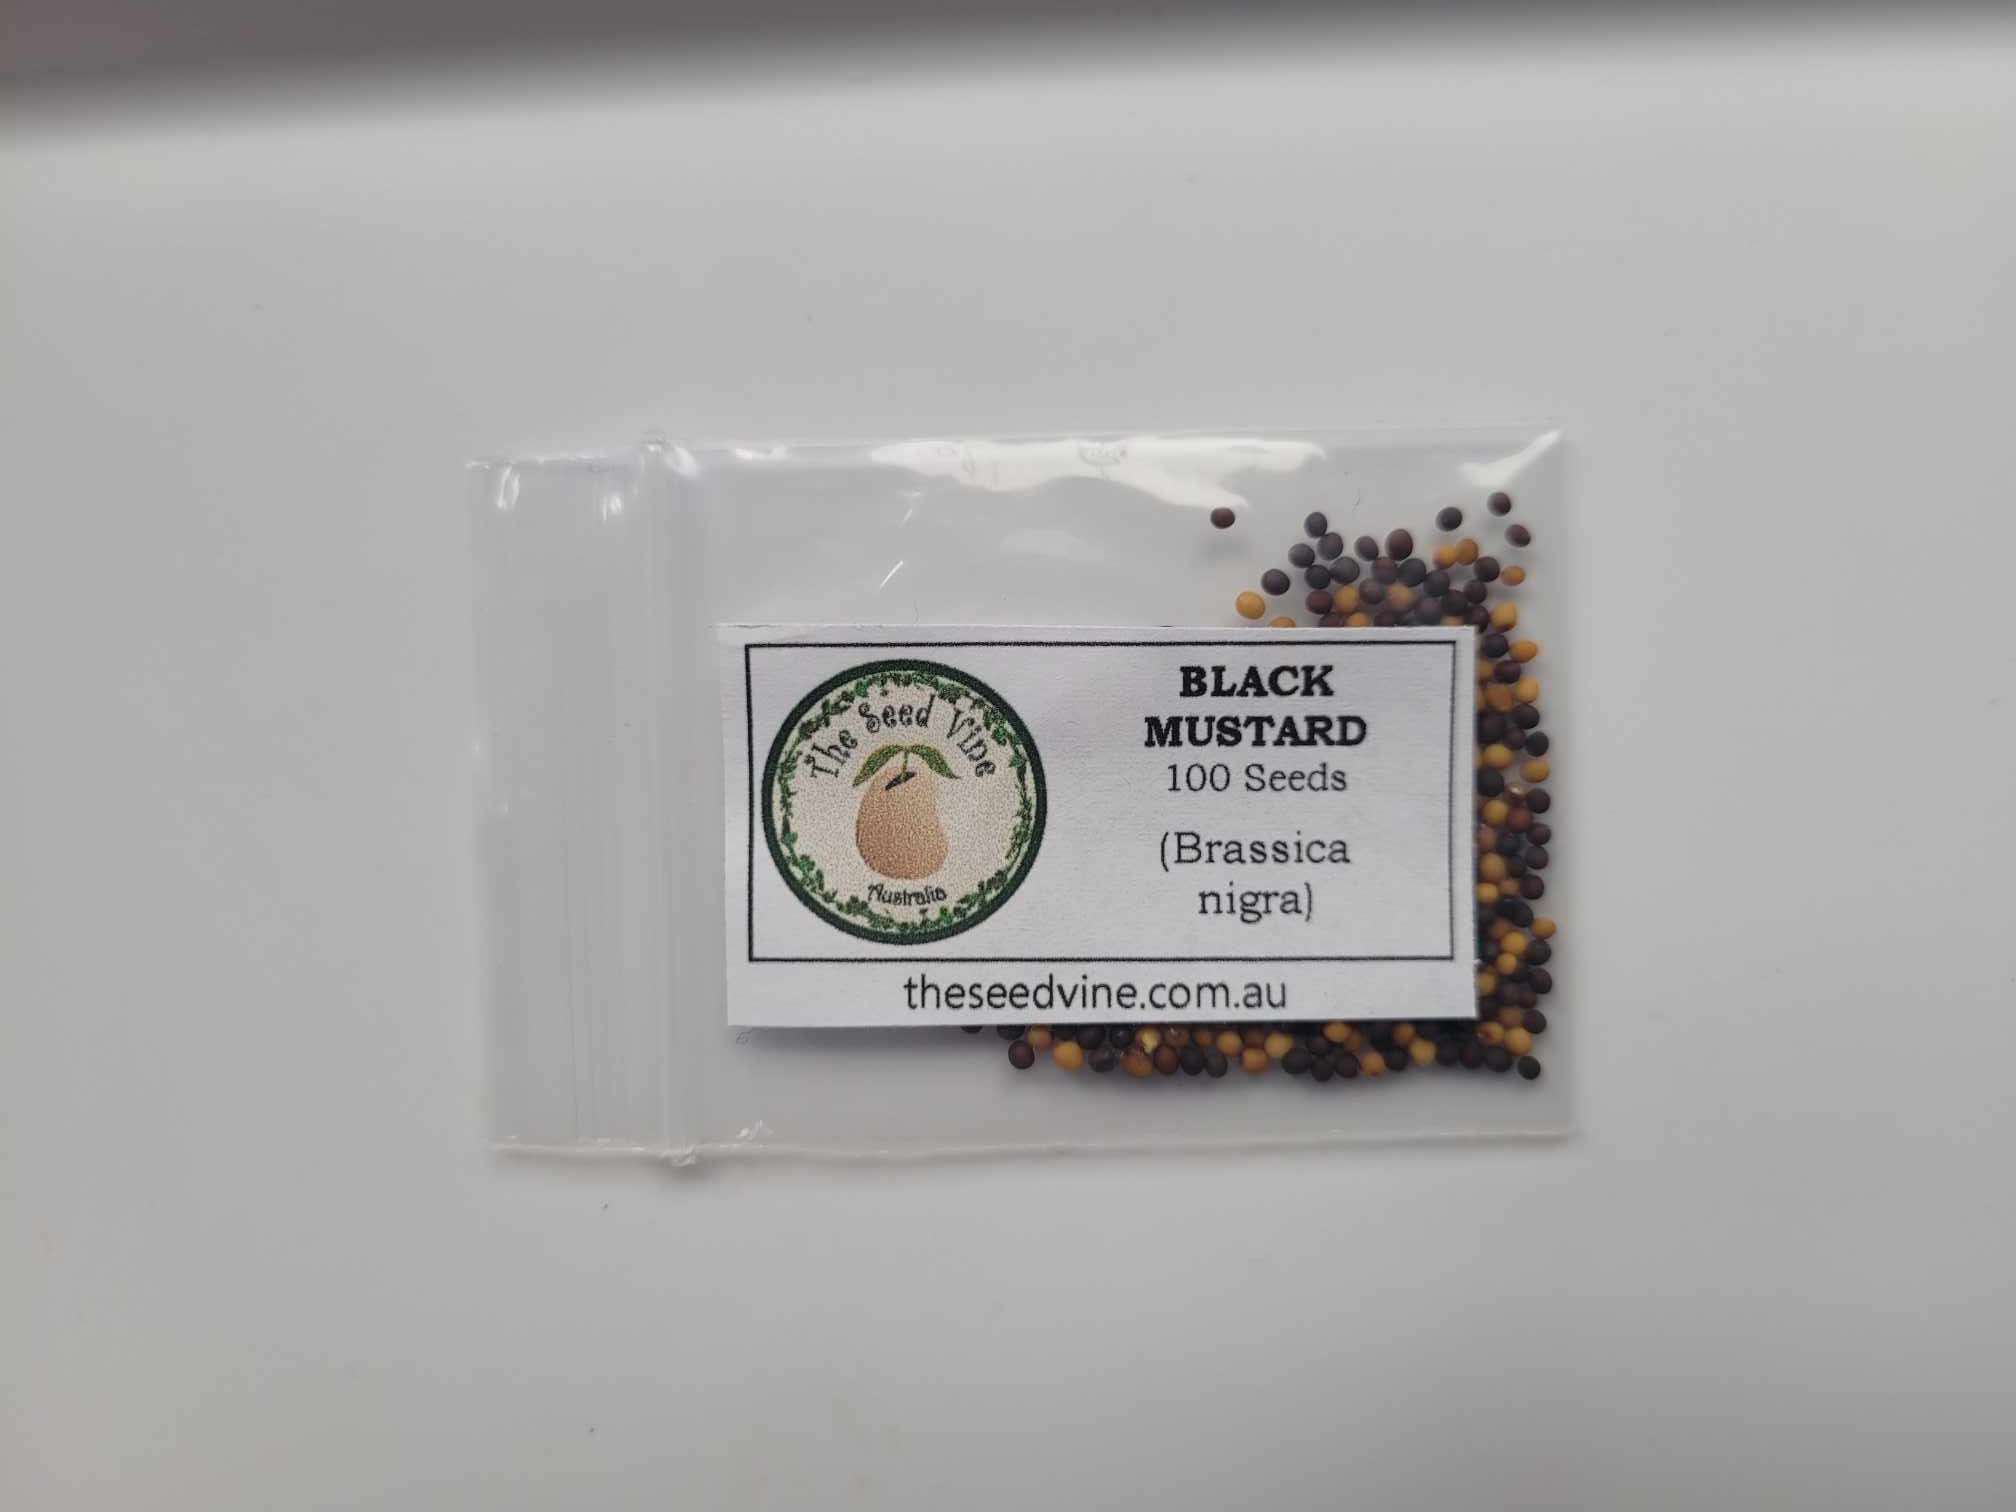 The Seed Vine
Australia
BLACK
MUSTARD
100 Seeds
(Brassica
nigra)
theseedvine.com.au